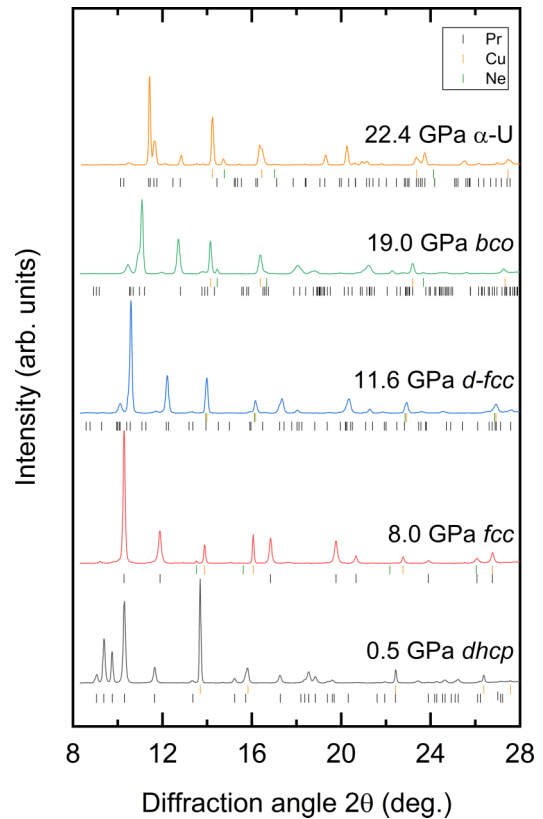 Pr
Cu
Ne
22.4 GPa α-U
19.0 GPa bco
11.6 GPa d-fcc
8.0 GPa fcc
0.5 GPa dhcp
Intensity (arb. units)
8 12 16 20 24 28
Diffraction angle 2θ (deg.)